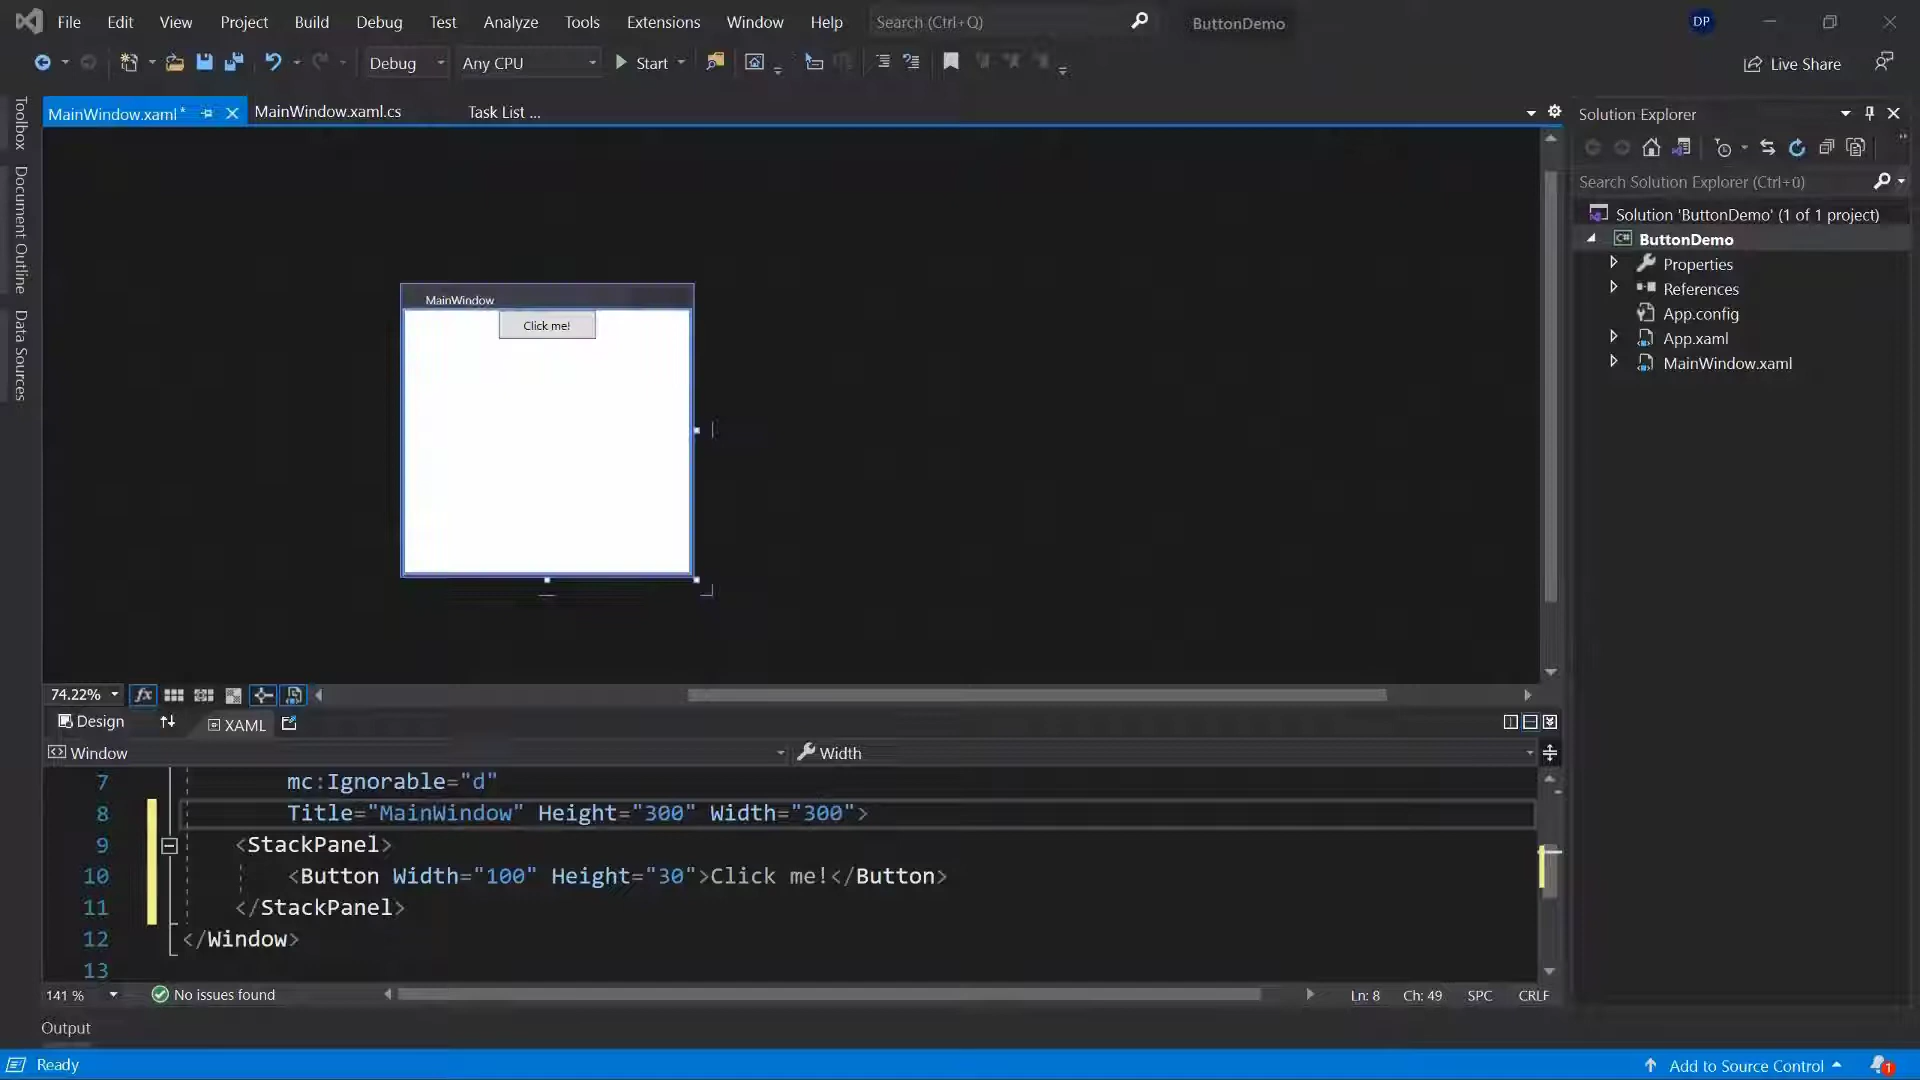 File Edit View Project Build Debug Test Analyze Tools Extensions Window Help Search (Ctrl+Q) ButtonDemo DP
Debug Any CPU Start Live Share
Toolbox
Document Outline
Data Sources
MainWindow.xaml* MainWindow.xaml.cs Task List ...
MainWindow
Click me!
74.22%
Design XAML
Window Width
7 mc:Ignorable="d"
8 Title="MainWindow" Height="300" Width="300">
9 <StackPanel>
10 <Button Width="100" Height="30">Click me!</Button>
11 </StackPanel>
12 </Window>
13
141 % No issues found Ln: 8 Ch: 49 SPC CRLF
Output
Solution Explorer
Search Solution Explorer (Ctrl+ü)
Solution 'ButtonDemo' (1 of 1 project)
C# ButtonDemo
Properties
References
App.config
App.xaml
MainWindow.xaml
Ready Add to Source Control 1